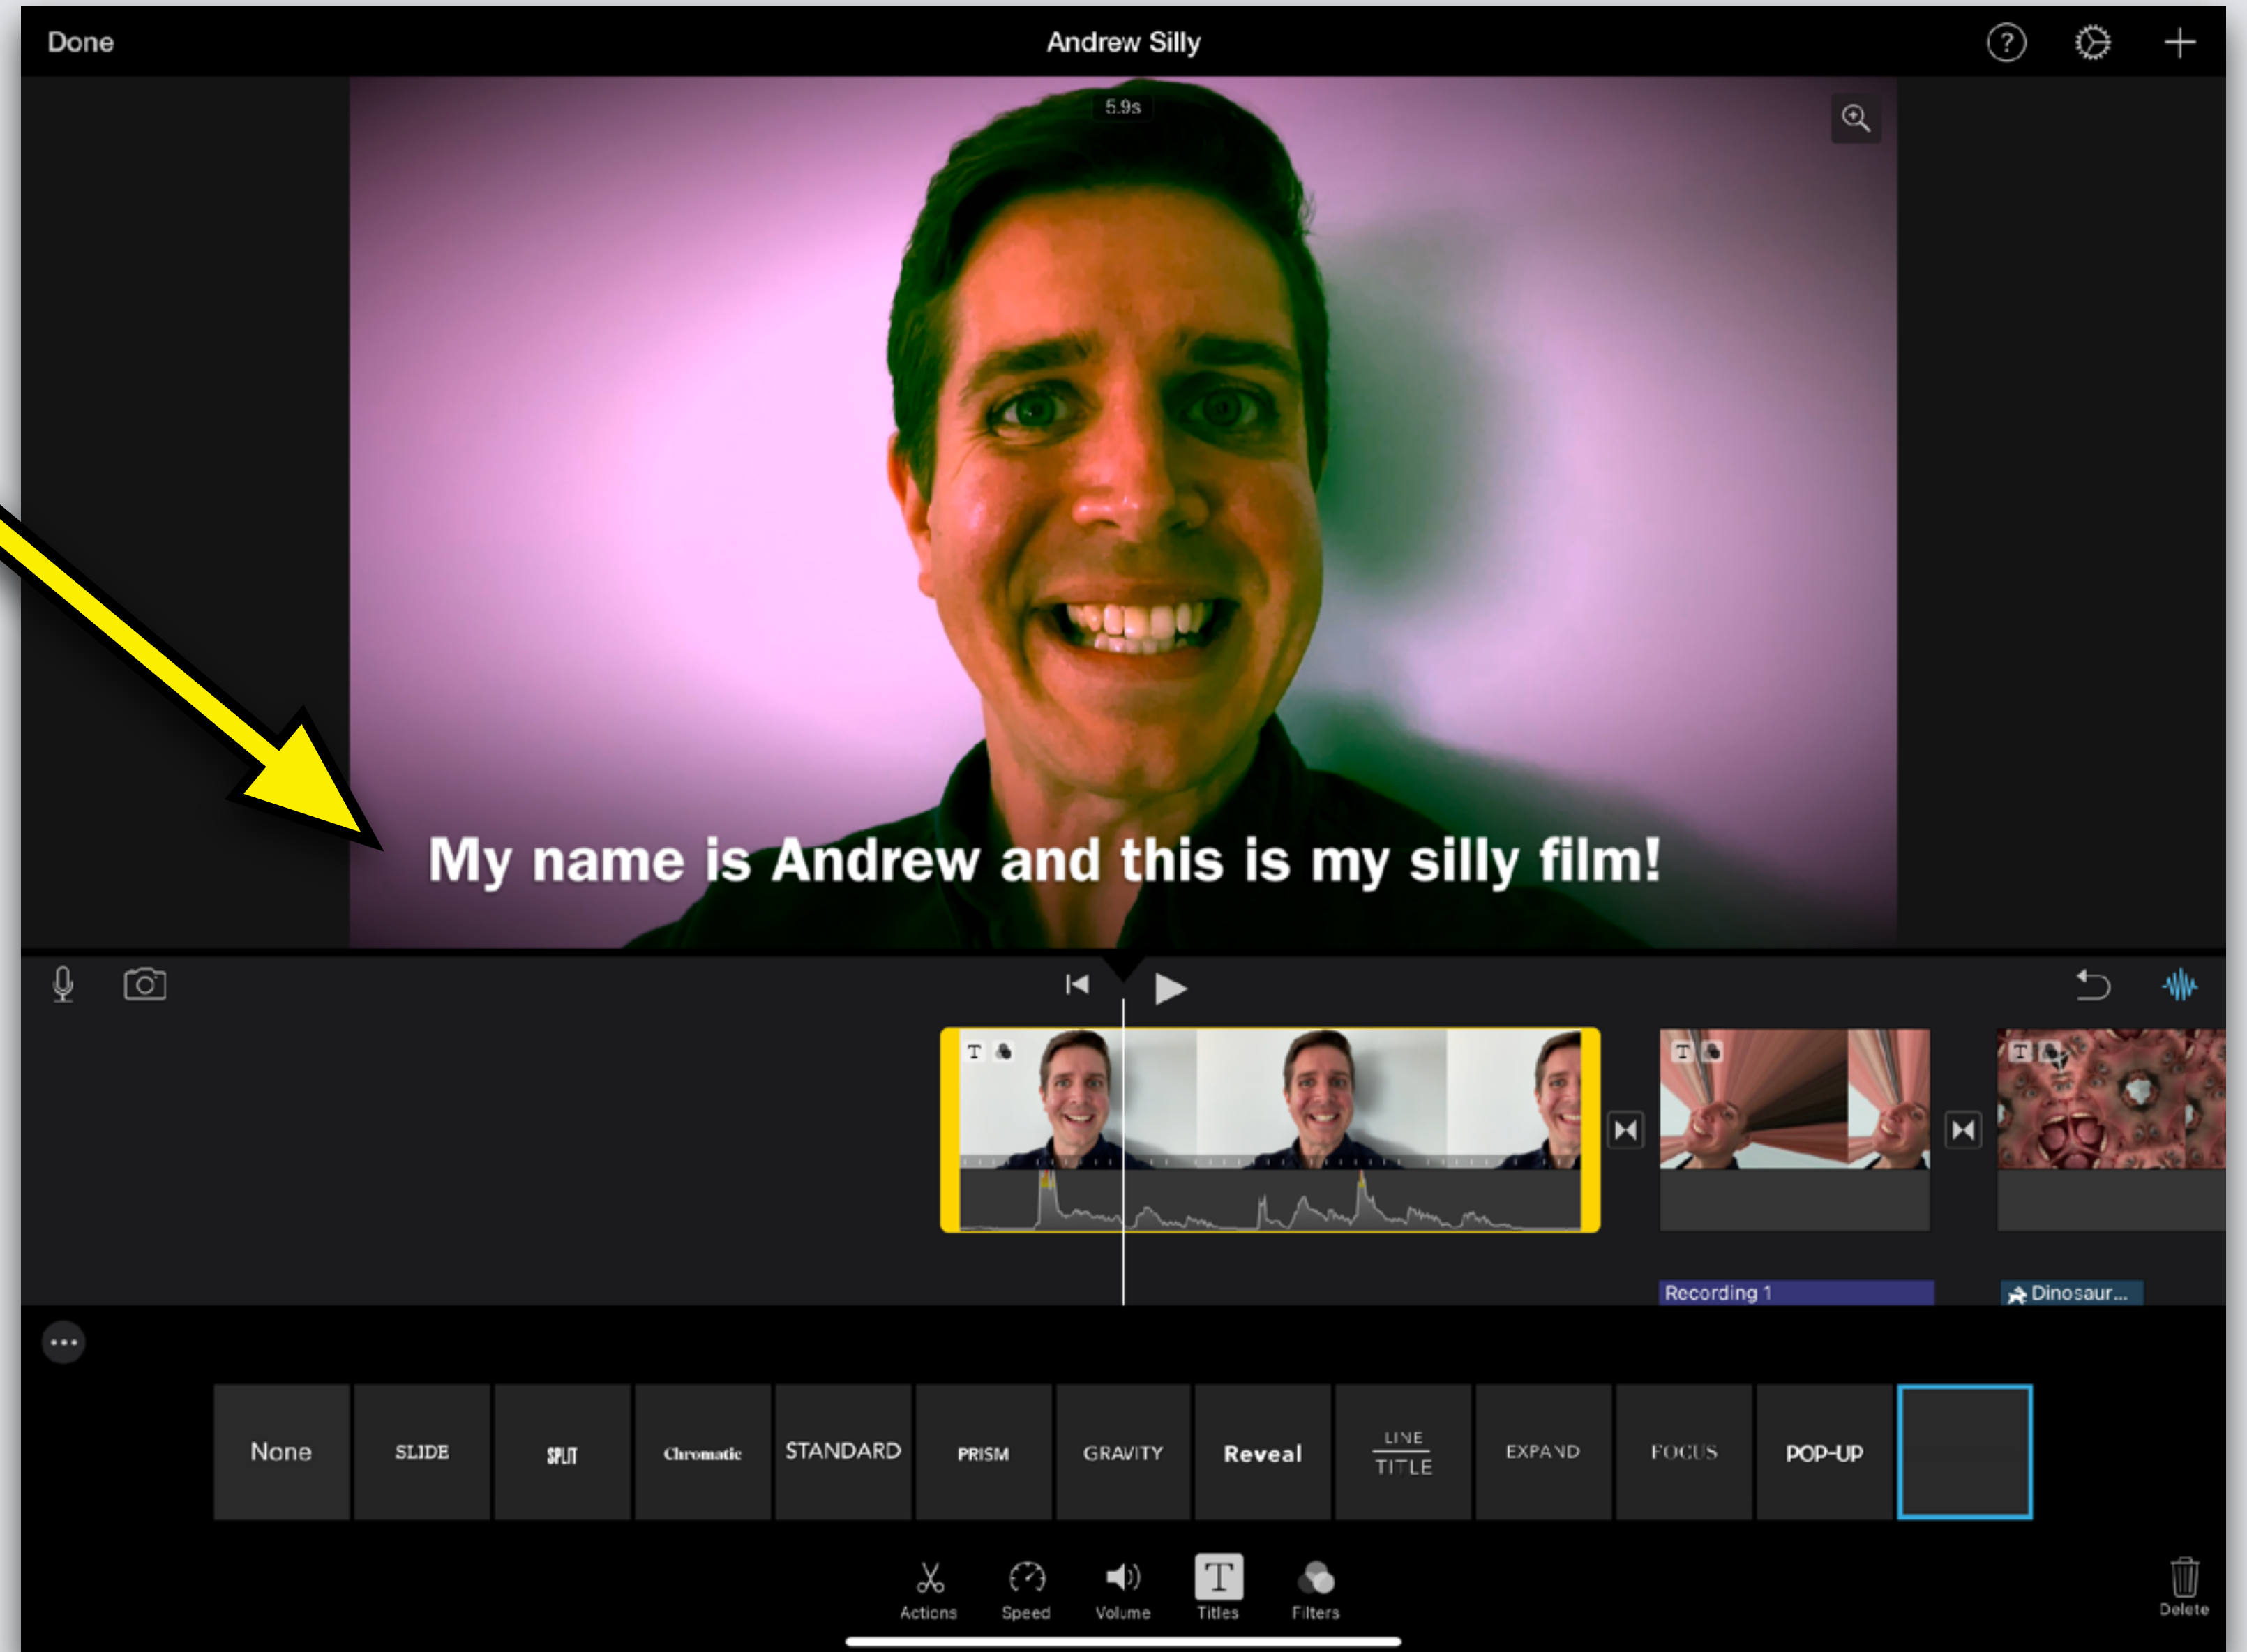 Done
Andrew Silly
?
5.9s
My name is Andrew and this is my silly film!
T
T
T
Recording 1
Dinosaur...
None
SLIDE
SPLIT
Chromatic
STANDARD
PRISM
GRAVITY
Reveal
LINE
TITLE
EXPAND
FOCUS
POP-UP
T
Actions
Speed
Volume
Titles
Filters
Delete